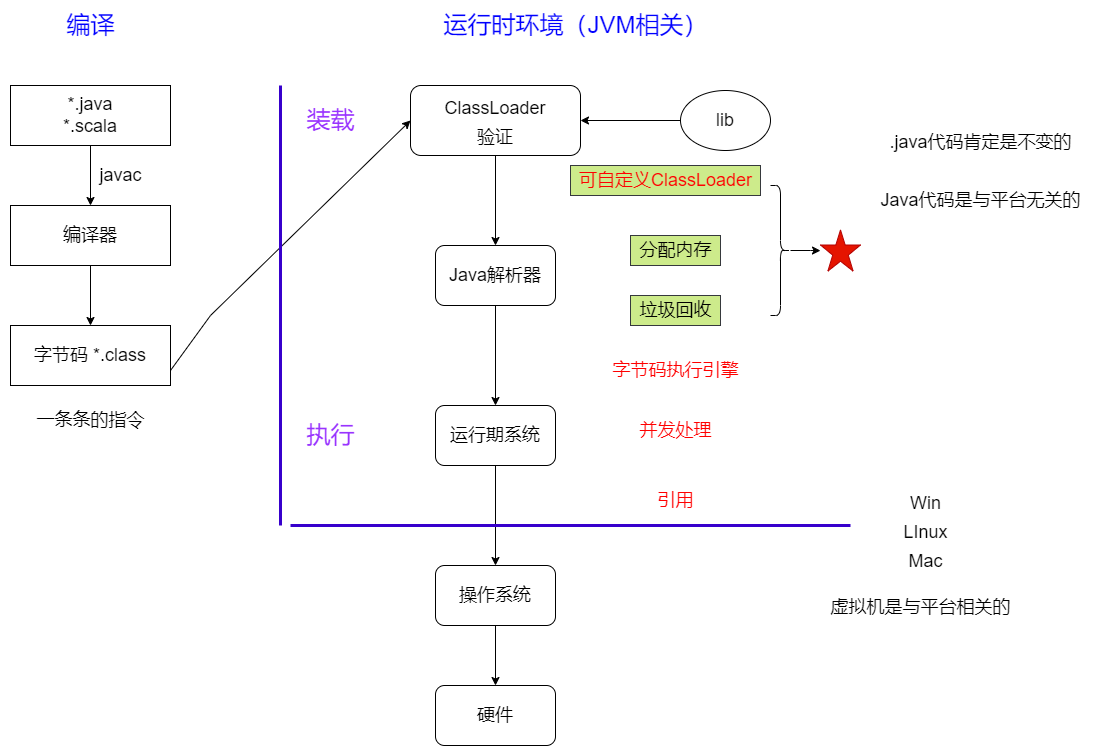 编译
运行时环境（JVM相关）
*.java
*.scala
javac
编译器
字节码 *.class
一条条的指令
装载
ClassLoader
验证
lib
可自定义ClassLoader
.java代码肯定是不变的
Java代码是与平台无关的
分配内存
Java解析器
垃圾回收
字节码执行引擎
执行
运行期系统
并发处理
引用
Win
LInux
Mac
虚拟机是与平台相关的
操作系统
硬件